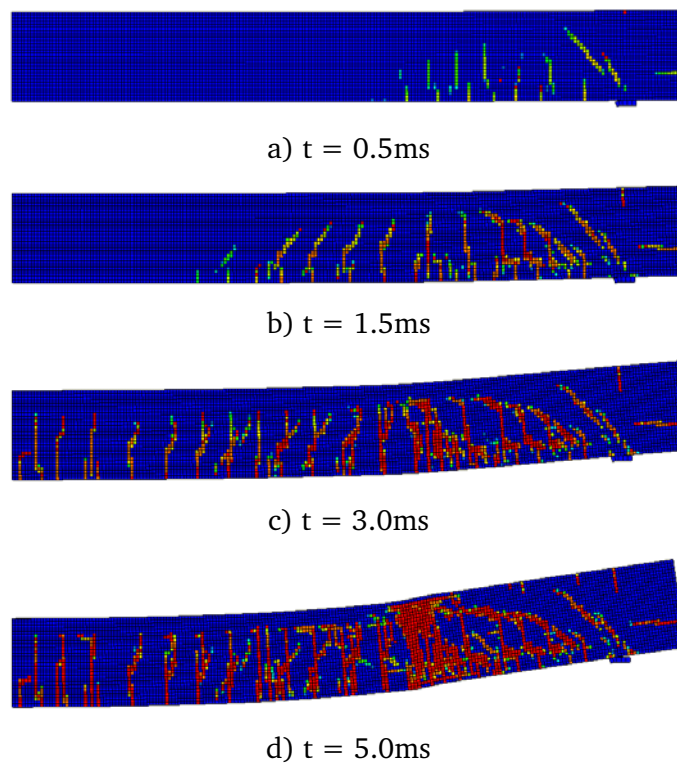 a) t = 0.5ms
b) t = 1.5ms
c) t = 3.0ms
d) t = 5.0ms